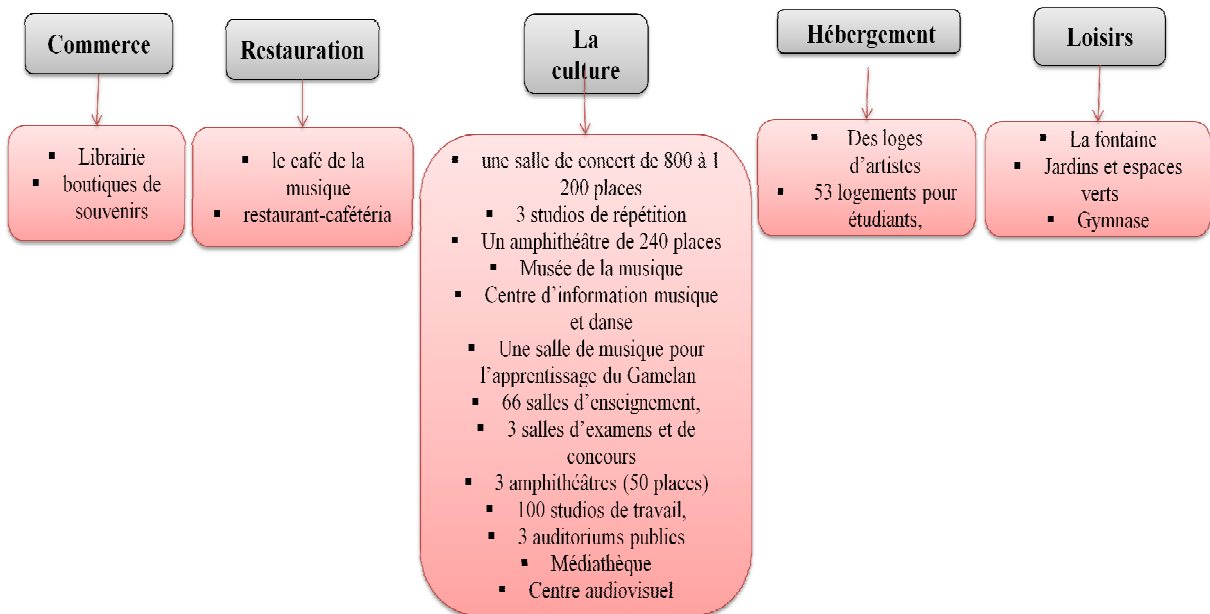 Commerce
▪ Librairie
▪ boutiques de
souvenirs
Restauration
▪ le café de la
musique
▪ restaurant-cafétéria
La
culture
▪ une salle de concert de 800 à 1
200 places
▪ 3 studios de répétition
▪ Un amphithéâtre de 240 places
▪ Musée de la musique
▪ Centre d’information musique
et danse
▪ Une salle de musique pour
l’apprentissage du Gamelan
▪ 66 salles d’enseignement,
▪ 3 salles d’examens et de
concours
▪ 3 amphithéâtres (50 places)
▪ 100 studios de travail,
▪ 3 auditoriums publics
▪ Médiathèque
▪ Centre audiovisuel
Hébergement
▪ Des loges
d’artistes
▪ 53 logements pour
étudiants,
Loisirs
▪ La fontaine
▪ Jardins et espaces
verts
▪ Gymnase